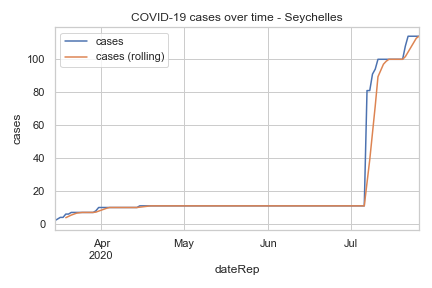 COVID-19 cases over time - Seychelles
cases
cases (rolling)
100
80
60
40
20
0
cases
Apr
2020
May
Jun
Jul
dateRep